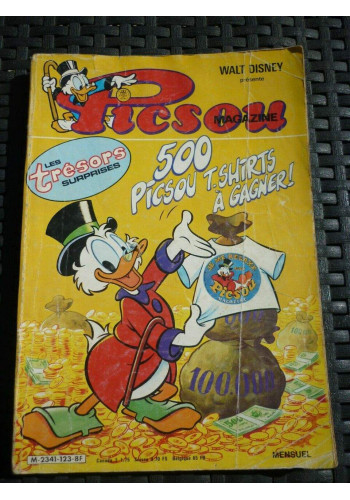 WALT DISNEY
présente
Picsou
MAGAZINE
LES
trésors
SURPRISES
500
PICSOU T.SHIRTS
À GAGNER!
PICSOU
100.000
500
M-2341-123-8F
MENSUEL